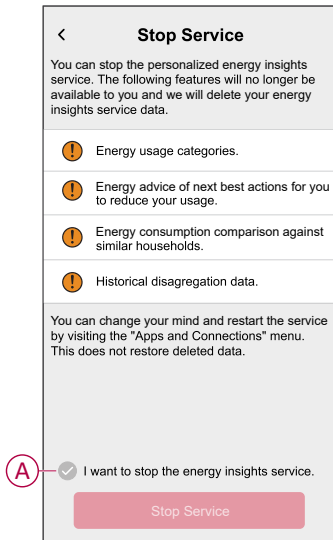 Stop Service
You can stop the personalized energy insights
service. The following features will no longer be
available to you and we will delete your energy
insights service data.
Energy usage categories.
Energy advice of next best actions for you
to reduce your usage.
Energy consumption comparison against
similar households.
Historical disagregation data.
You can change your mind and restart the service
by visiting the "Apps and Connections" menu.
This does not restore deleted data.
A
I want to stop the energy insights service.
Stop Service